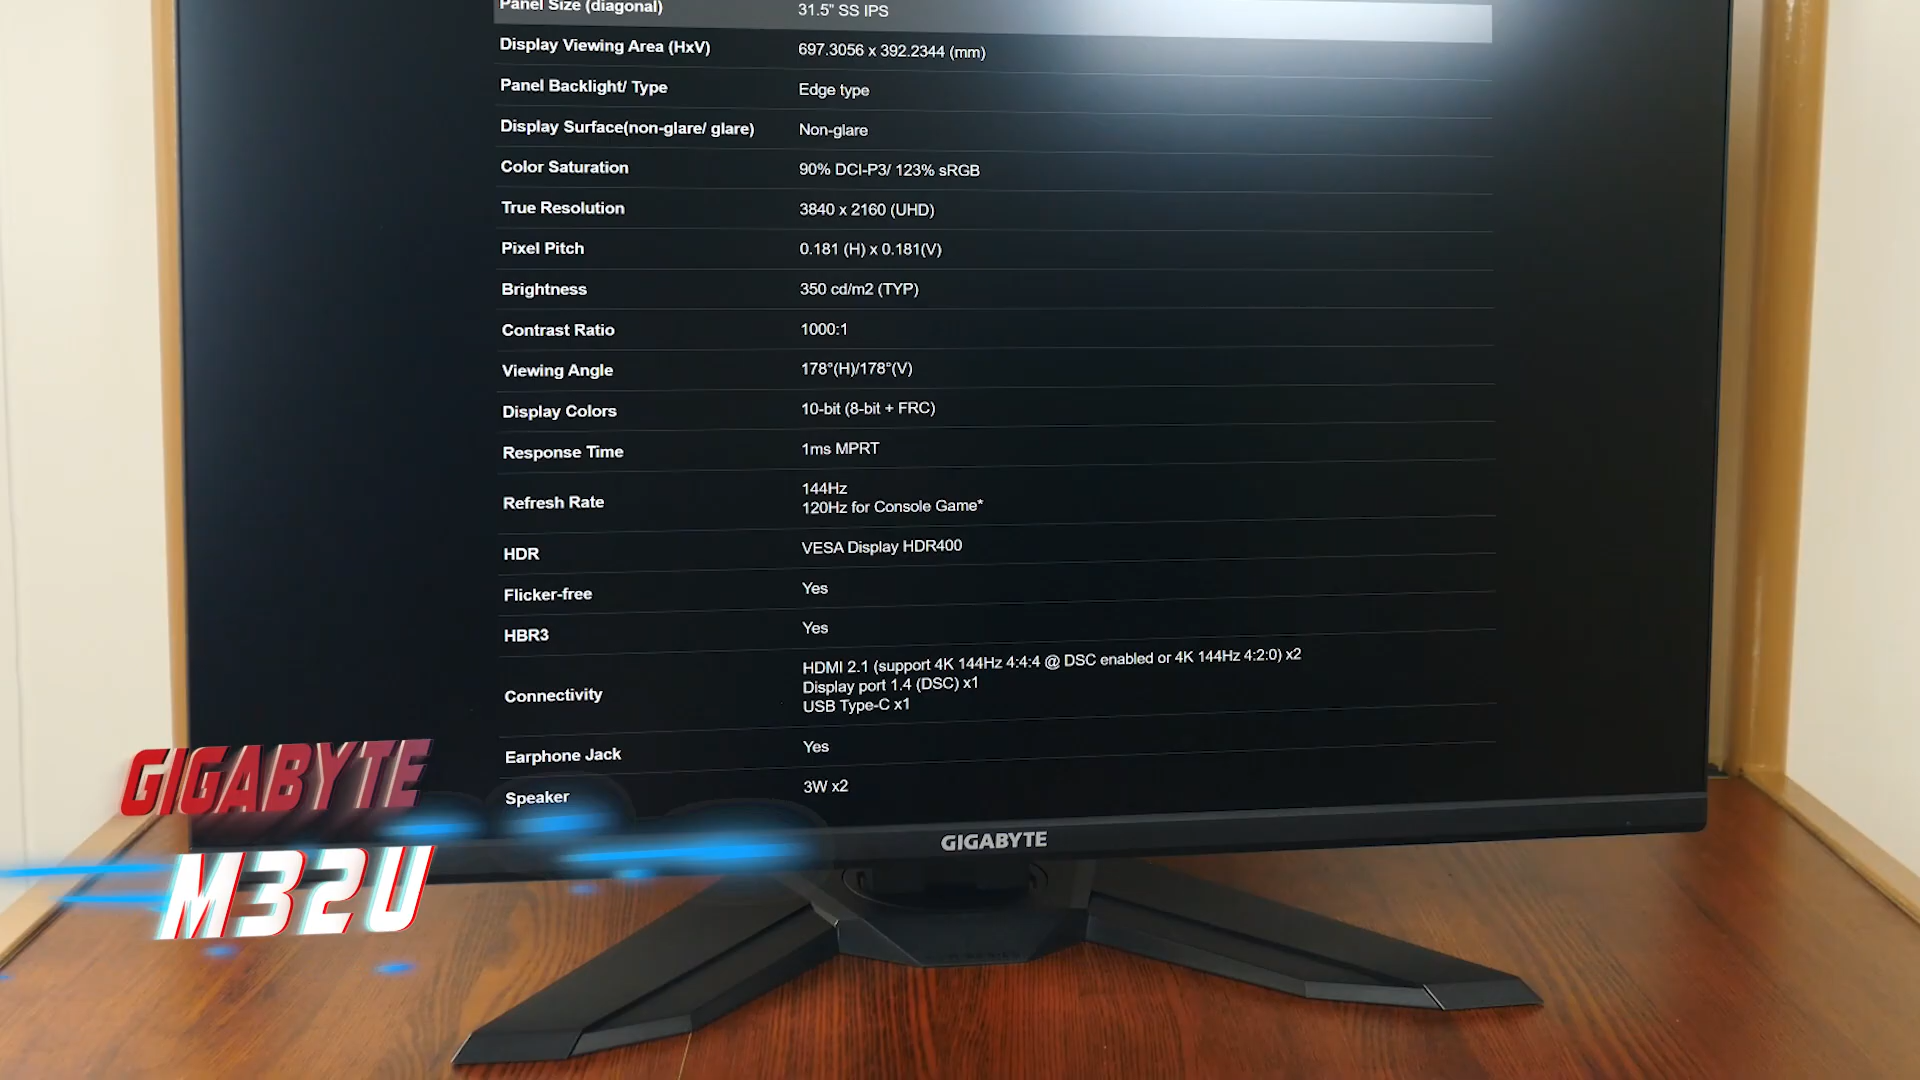 Panel Size (diagonal) 31.5" SS IPS
Display Viewing Area (HxV) 697.3056 x 392.2344 (mm)
Panel Backlight/ Type Edge type
Display Surface(non-glare/ glare) Non-glare
Color Saturation 90% DCI-P3/ 123% sRGB
True Resolution 3840 x 2160 (UHD)
Pixel Pitch 0.181 (H) x 0.181(V)
Brightness 350 cd/m2 (TYP)
Contrast Ratio 1000:1
Viewing Angle 178°(H)/178°(V)
Display Colors 10-bit (8-bit + FRC)
Response Time 1ms MPRT
Refresh Rate 144Hz
120Hz for Console Game*
HDR VESA Display HDR400
Flicker-free Yes
HBR3 Yes
Connectivity HDMI 2.1 (support 4K 144Hz 4:4:4 @ DSC enabled or 4K 144Hz 4:2:0) x2
Display port 1.4 (DSC) x1
USB Type-C x1
Earphone Jack Yes
Speaker 3W x2
GIGABYTE
GIGABYTE
M32U